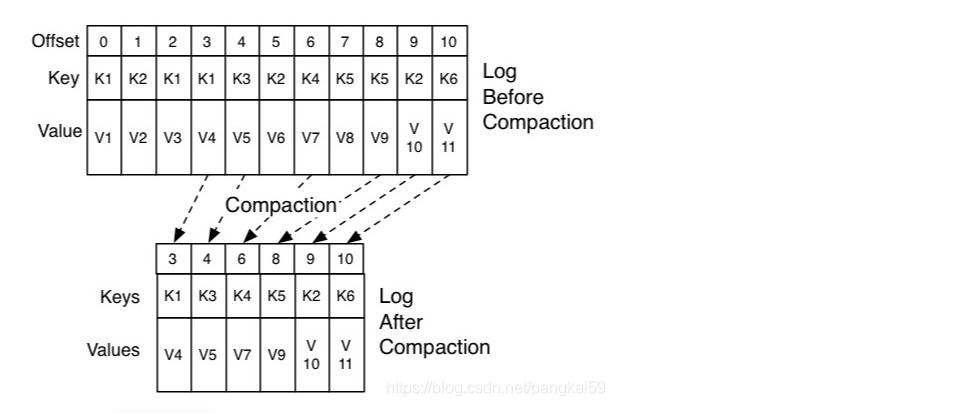 Offset 0 1 2 3 4 5 6 7 8 9 10
Key K1 K2 K1 K1 K3 K2 K4 K5 K5 K2 K6
Value V1 V2 V3 V4 V5 V6 V7 V8 V9 V 10 V 11
Log
Before
Compaction
Compaction
3 4 6 8 9 10
Keys K1 K3 K4 K5 K2 K6
Values V4 V5 V7 V9 V 10 V 11
Log
After
Compaction
https://blog.csdn.net/pangkai59